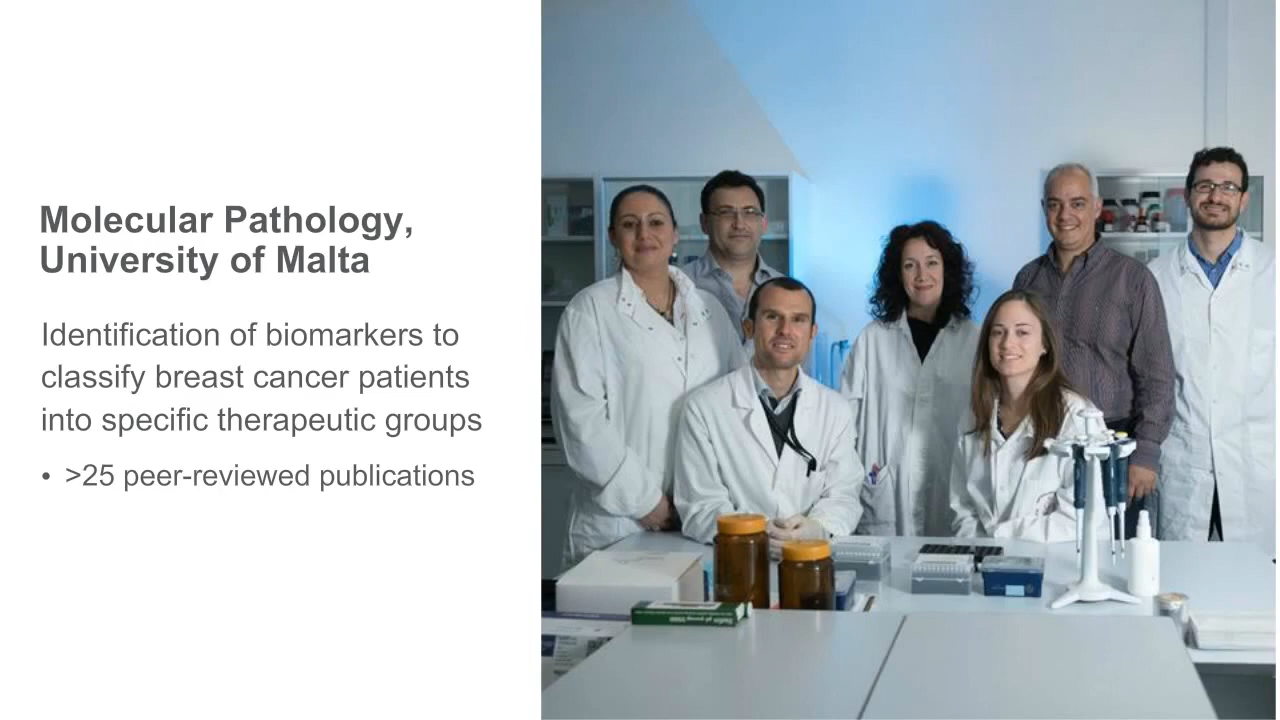 Molecular Pathology,
University of Malta
Identification of biomarkers to
classify breast cancer patients
into specific therapeutic groups
• >25 peer-reviewed publications